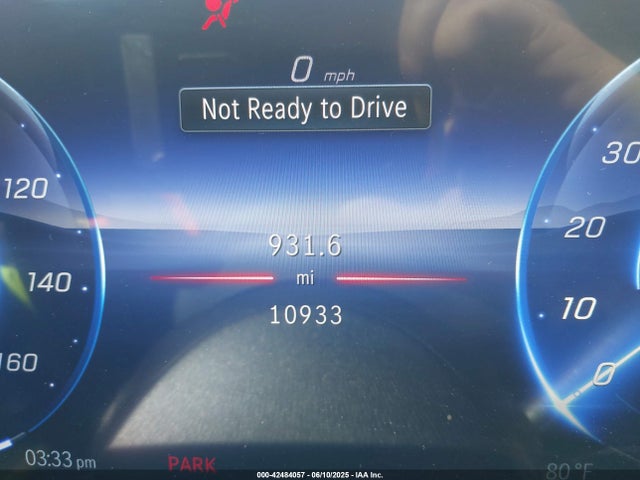 0 mph
Not Ready to Drive
120
30
20
931.6
mi
140
10
10933
160
0
03:33 pm
PARK
80°F
000-42484057 - 06/10/2025 - IAA Inc.